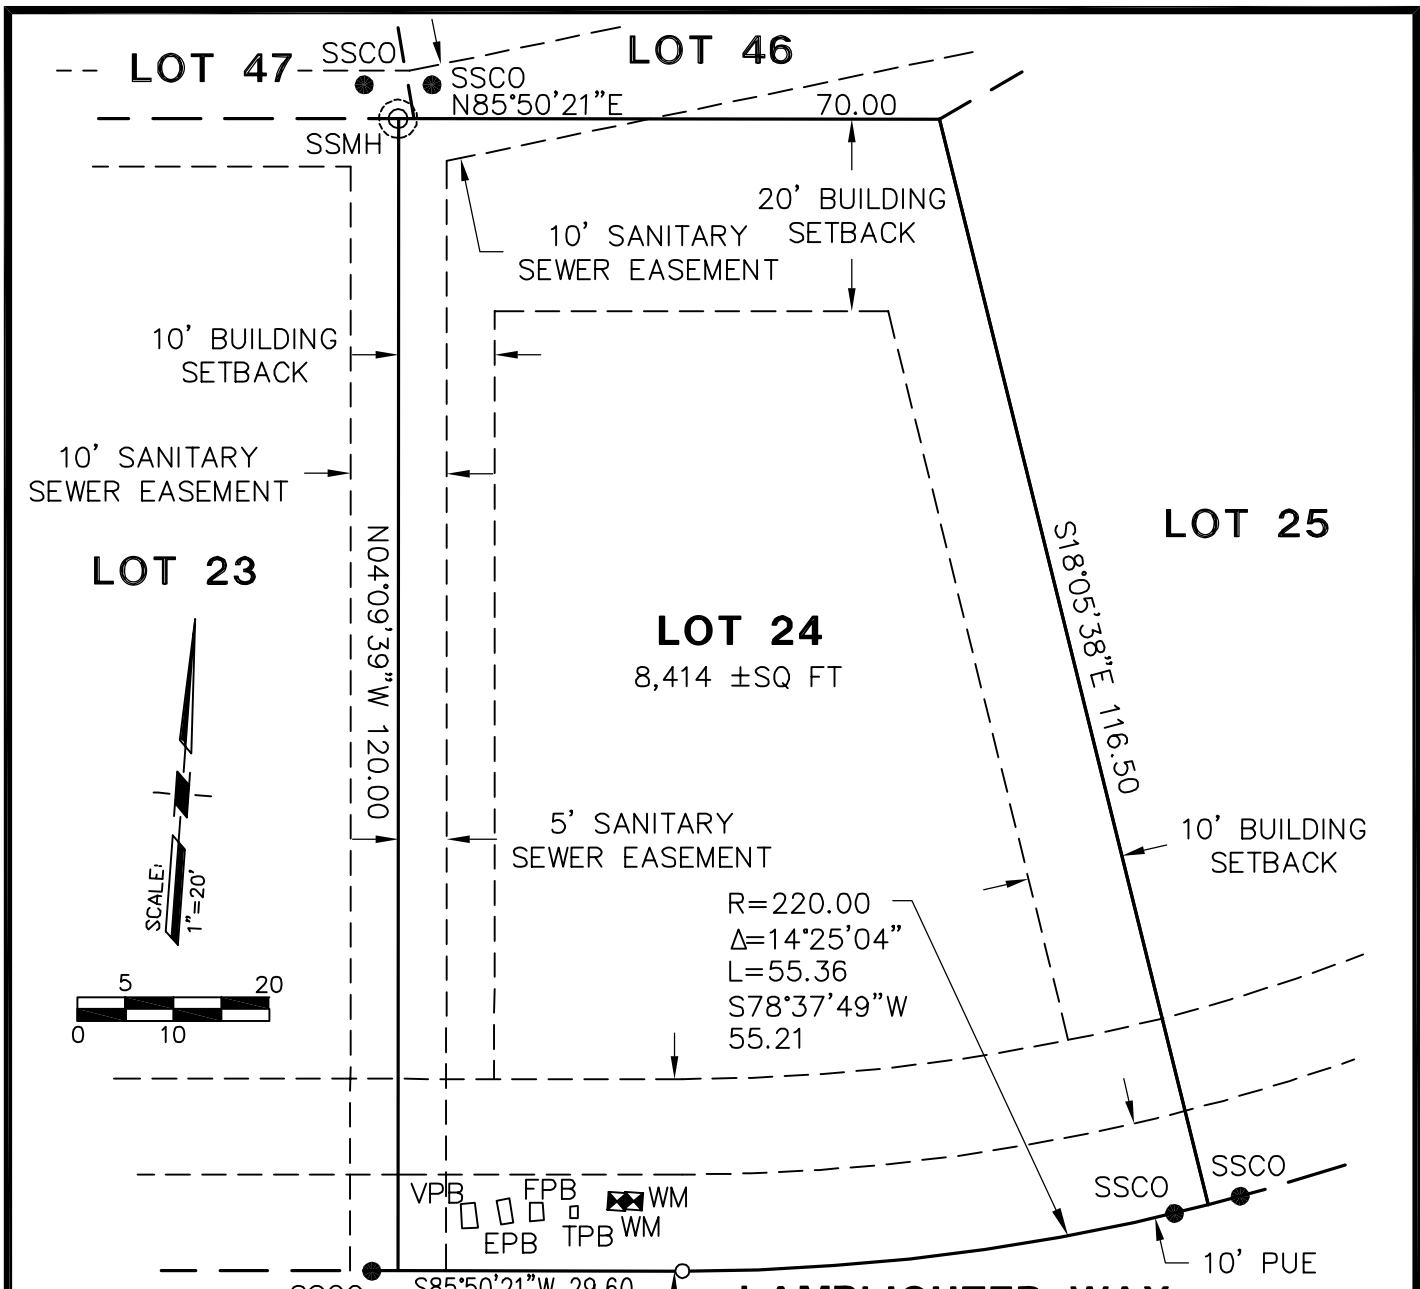 LOT 47
SSCO
LOT 46
SSCO
N85°50'21"E
70.00
SSMH
20' BUILDING
SETBACK
10' SANITARY
SEWER EASEMENT
10' BUILDING
SETBACK
10' SANITARY
SEWER EASEMENT
N04°09'39"W 120.00
S18°05'38"E 116.50
LOT 25
LOT 23
LOT 24
8,414 ±SQ FT
5' SANITARY
SEWER EASEMENT
10' BUILDING
SETBACK
SCALE:
1"=20'
R=220.00
Δ=14°25'04"
L=55.36
S78°37'49"W
55.21
5
20
0
10
VPB
FPB
WM
EPB
TPB
WM
SSCO
SSCO
10' PUE
SSCO
S85°50'21"W 29.60
LAMPLIGHTER WAY